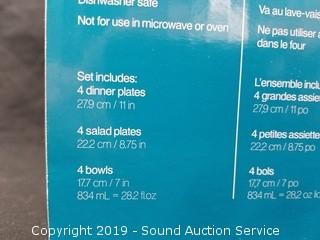 Dishwasher safe
Not for use in microwave or oven
Set includes:
4 dinner plates
27,9 cm / 11 in
4 salad plates
22.2 cm / 8.75 in
4 bowls
17.7 cm / 7 in
834 mL = 28.2 fl.oz
Va au lave-vais
Ne pas utiliser a
dans le four
L'ensemble inclu
4 grandes assie
27,9 cm / 11 po
4 petites assiette
22,2 cm / 8,75 po
4 bols
17,7 cm / 7 po
834 mL = 28,2 oz li
Copyright 2019 - Sound Auction Service